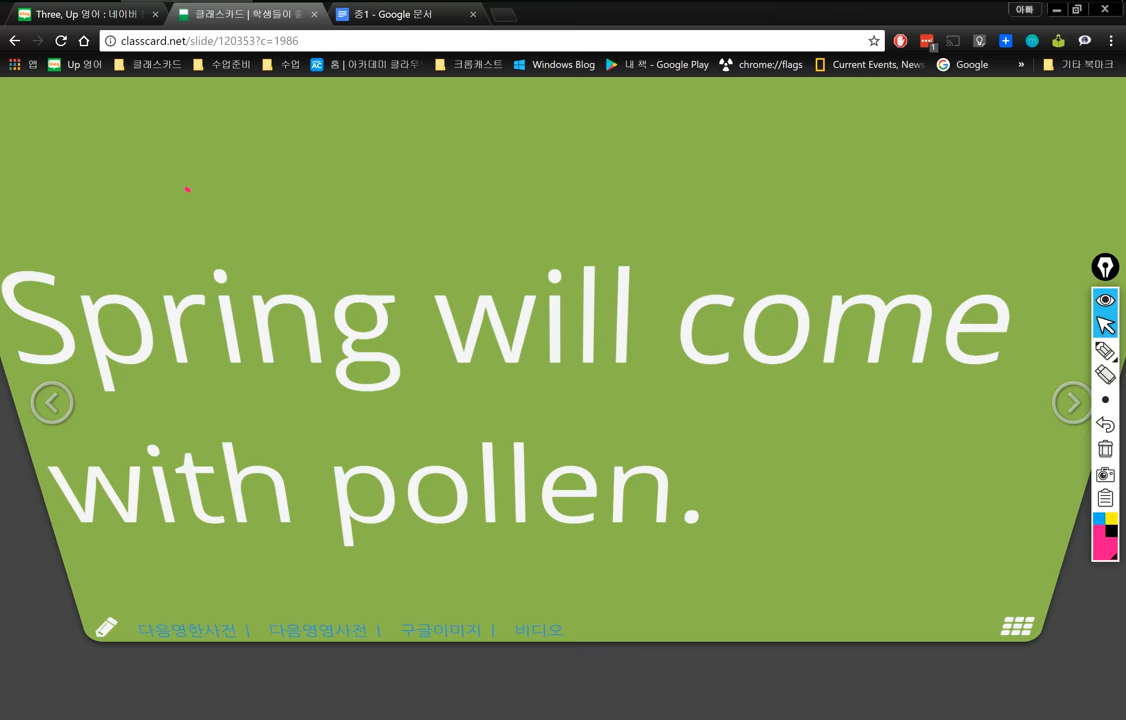 Three, Up 영어 : 네이버
클래스카드 | 학생들이
중1 - Google 문서
아빠
classcard.net/slide/120353?c=1986
1
앱
Up 영어
클래스카드
수업준비
수업
홈 | 아카데미 클라우
크롬캐스트
Windows Blog
내 책 - Google Play
chrome://flags
Current Events, News
Google
»
기타 북마크
Spring will come
with pollen.
다음영한사전 | 다음영영사전 | 구글이미지 | 비디오